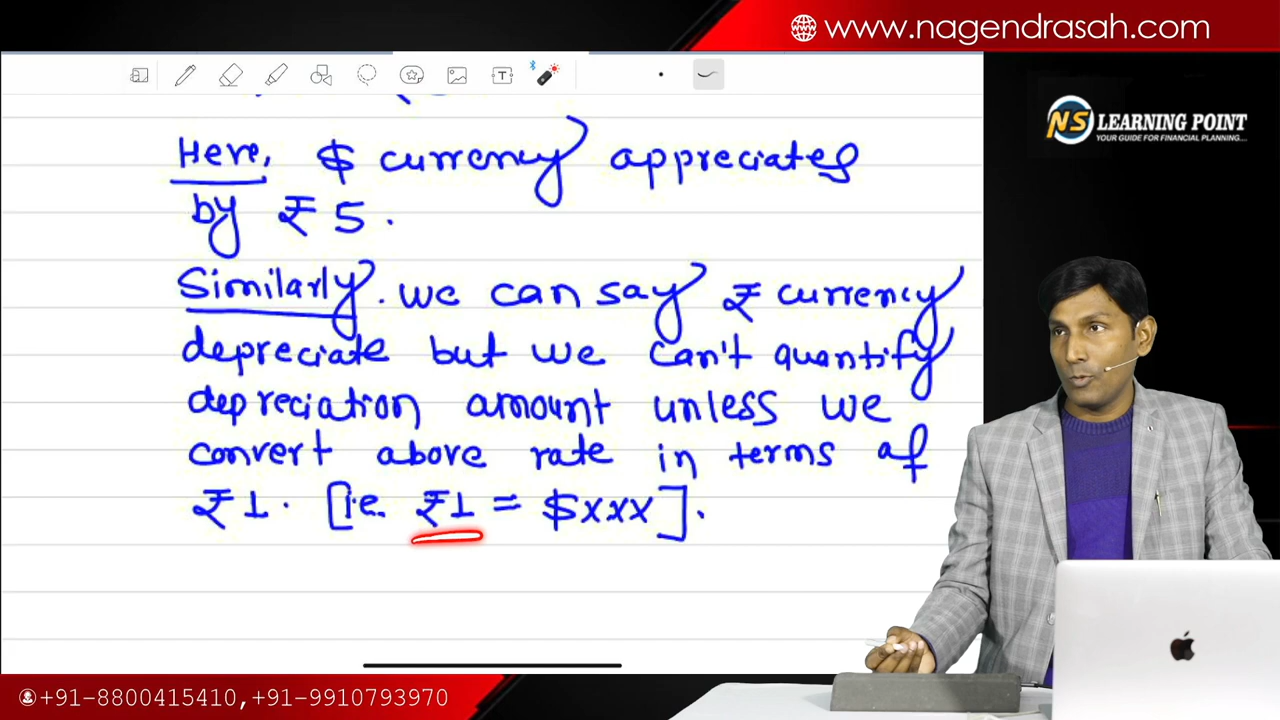 www.nagendrasah.com
NS LEARNING POINT
YOUR GUIDE FOR FINANCIAL PLANNING....
Here, $ currency appreciates
by ₹ 5.
Similarly. we can say ₹ currency
depreciate but we can't quantify
depreciation amount unless we
convert above rate in terms of
₹ 1. [i.e. ₹1 = $xxx].
+91-8800415410,+91-9910793970